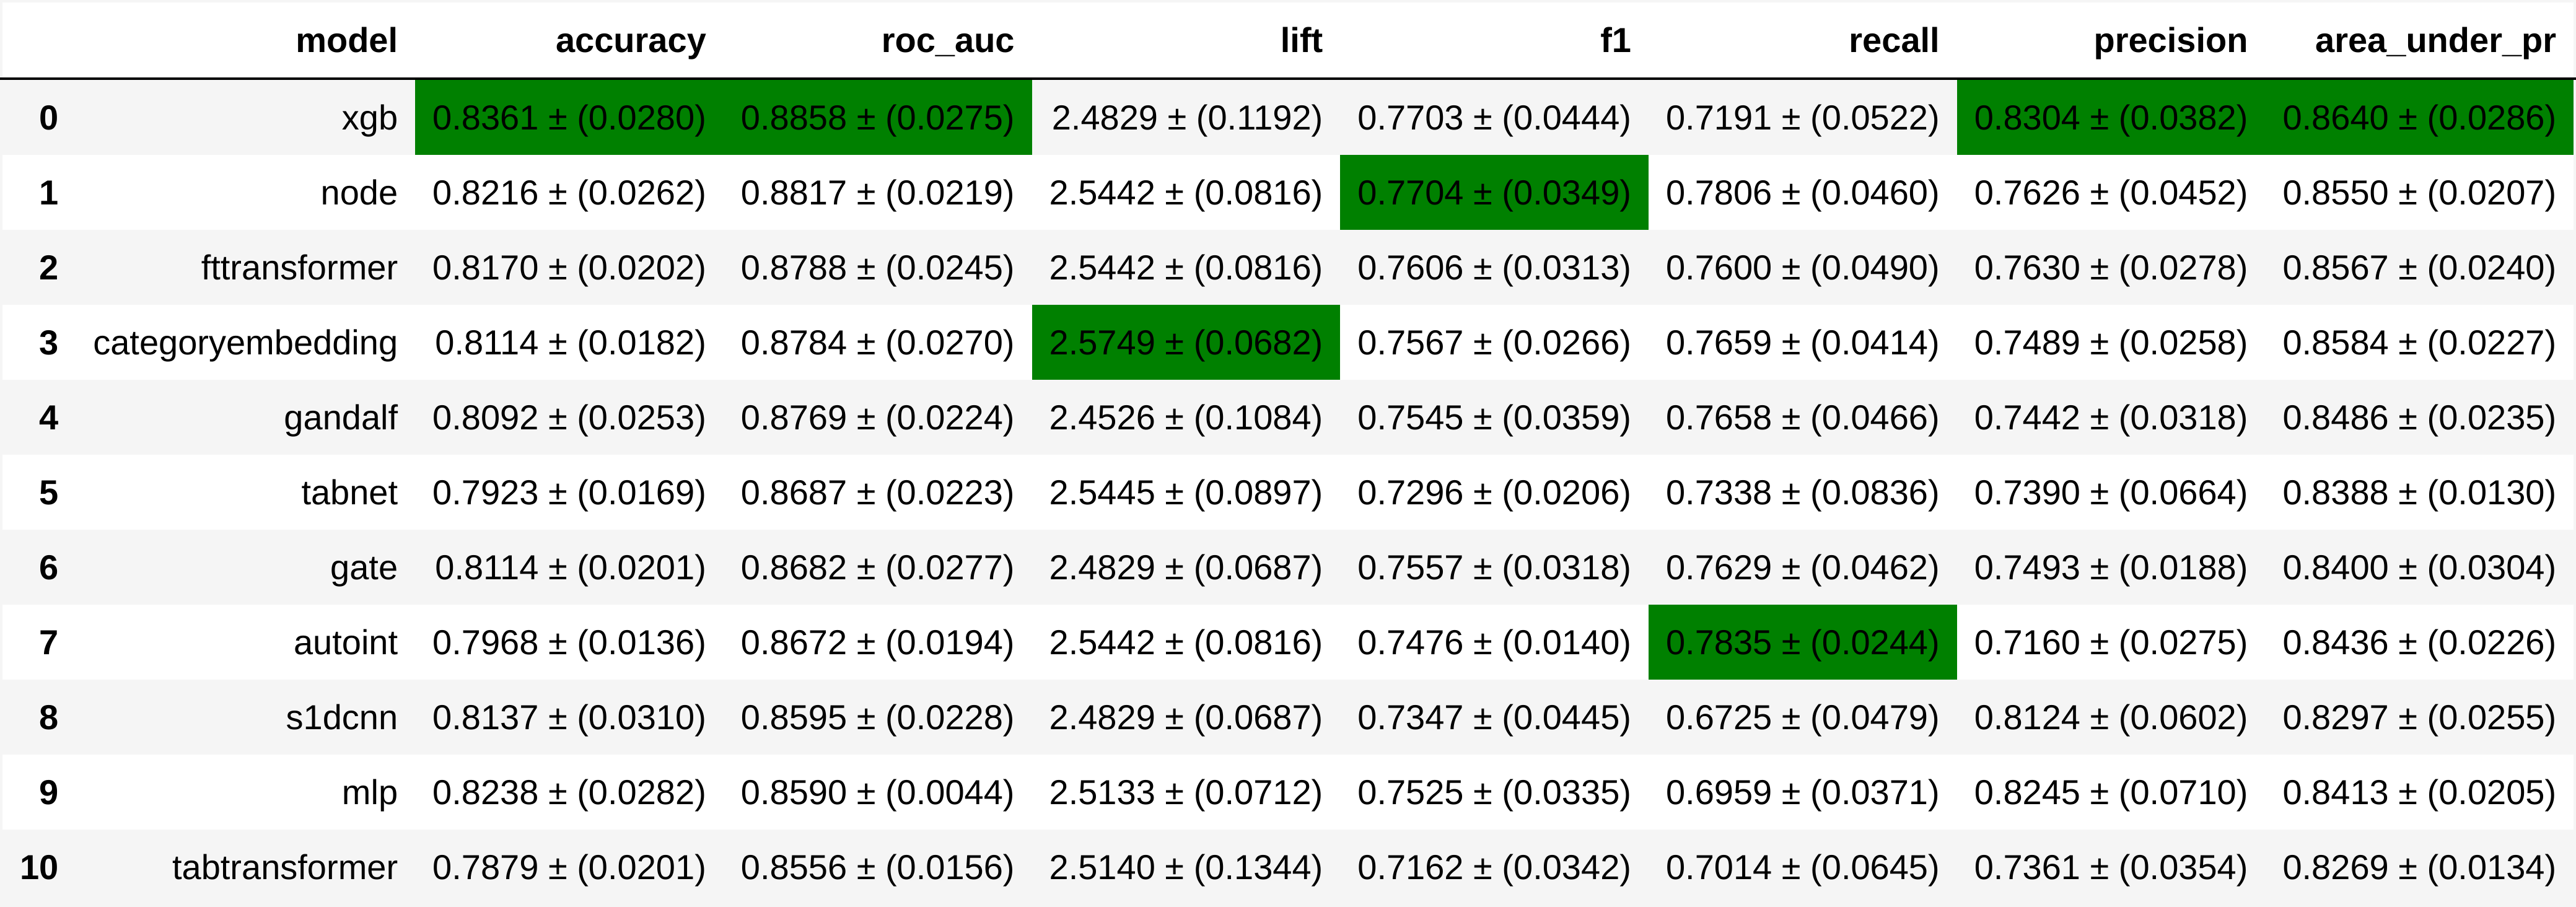 model accuracy roc_auc lift f1 recall precision area_under_pr
0 xgb 0.8361 ± (0.0280) 0.8858 ± (0.0275) 2.4829 ± (0.1192) 0.7703 ± (0.0444) 0.7191 ± (0.0522) 0.8304 ± (0.0382) 0.8640 ± (0.0286)
1 node 0.8216 ± (0.0262) 0.8817 ± (0.0219) 2.5442 ± (0.0816) 0.7704 ± (0.0349) 0.7806 ± (0.0460) 0.7626 ± (0.0452) 0.8550 ± (0.0207)
2 fttransformer 0.8170 ± (0.0202) 0.8788 ± (0.0245) 2.5442 ± (0.0816) 0.7606 ± (0.0313) 0.7600 ± (0.0490) 0.7630 ± (0.0278) 0.8567 ± (0.0240)
3 categoryembedding 0.8114 ± (0.0182) 0.8784 ± (0.0270) 2.5749 ± (0.0682) 0.7567 ± (0.0266) 0.7659 ± (0.0414) 0.7489 ± (0.0258) 0.8584 ± (0.0227)
4 gandalf 0.8092 ± (0.0253) 0.8769 ± (0.0224) 2.4526 ± (0.1084) 0.7545 ± (0.0359) 0.7658 ± (0.0466) 0.7442 ± (0.0318) 0.8486 ± (0.0235)
5 tabnet 0.7923 ± (0.0169) 0.8687 ± (0.0223) 2.5445 ± (0.0897) 0.7296 ± (0.0206) 0.7338 ± (0.0836) 0.7390 ± (0.0664) 0.8388 ± (0.0130)
6 gate 0.8114 ± (0.0201) 0.8682 ± (0.0277) 2.4829 ± (0.0687) 0.7557 ± (0.0318) 0.7629 ± (0.0462) 0.7493 ± (0.0188) 0.8400 ± (0.0304)
7 autoint 0.7968 ± (0.0136) 0.8672 ± (0.0194) 2.5442 ± (0.0816) 0.7476 ± (0.0140) 0.7835 ± (0.0244) 0.7160 ± (0.0275) 0.8436 ± (0.0226)
8 s1dcnn 0.8137 ± (0.0310) 0.8595 ± (0.0228) 2.4829 ± (0.0687) 0.7347 ± (0.0445) 0.6725 ± (0.0479) 0.8124 ± (0.0602) 0.8297 ± (0.0255)
9 mlp 0.8238 ± (0.0282) 0.8590 ± (0.0044) 2.5133 ± (0.0712) 0.7525 ± (0.0335) 0.6959 ± (0.0371) 0.8245 ± (0.0710) 0.8413 ± (0.0205)
10 tabtransformer 0.7879 ± (0.0201) 0.8556 ± (0.0156) 2.5140 ± (0.1344) 0.7162 ± (0.0342) 0.7014 ± (0.0645) 0.7361 ± (0.0354) 0.8269 ± (0.0134)